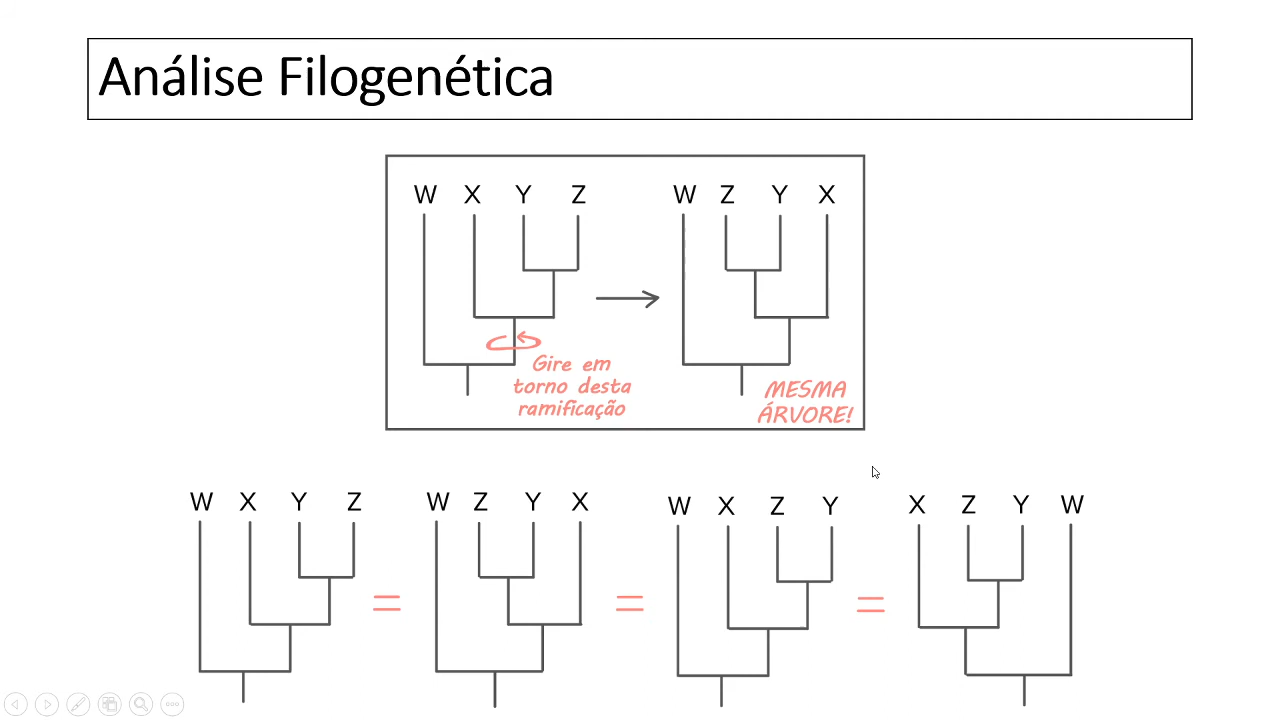 Análise Filogenética
W X Y Z
W Z Y X
Gire em
torno desta
ramificação
MESMA
ÁRVORE!
W X Y Z
=
W Z Y X
=
W X Z Y
=
X Z Y W